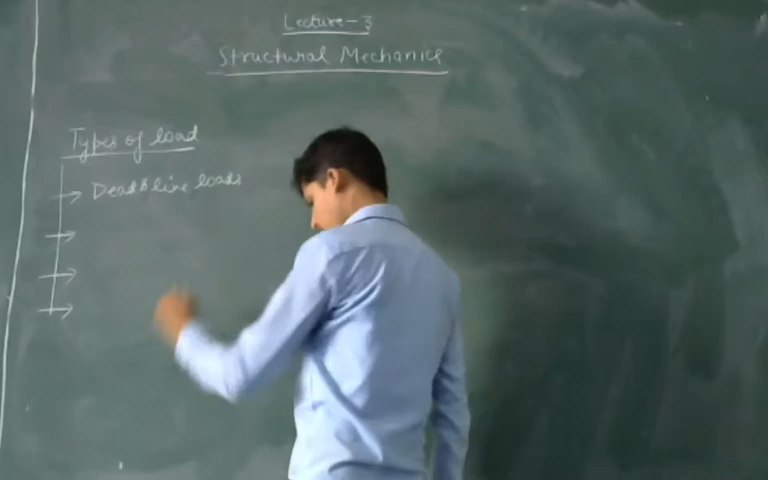 Lecture-3
Structural Mechanics
Types of load
Dead & live loads